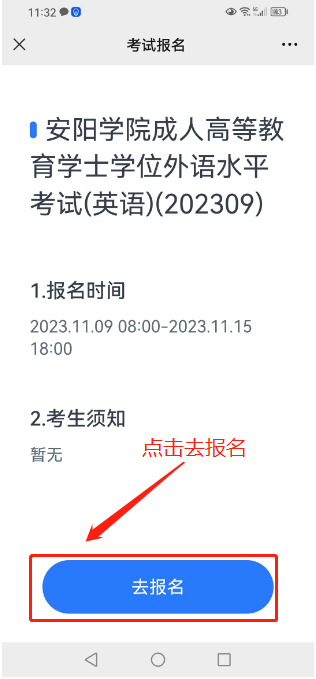 11:32
考试报名
安阳学院成人高等教
育学士学位外语水平
考试(英语)(202309)
1.报名时间
2023.11.09 08:00-2023.11.15
18:00
2.考生须知
暂无
点击去报名
去报名